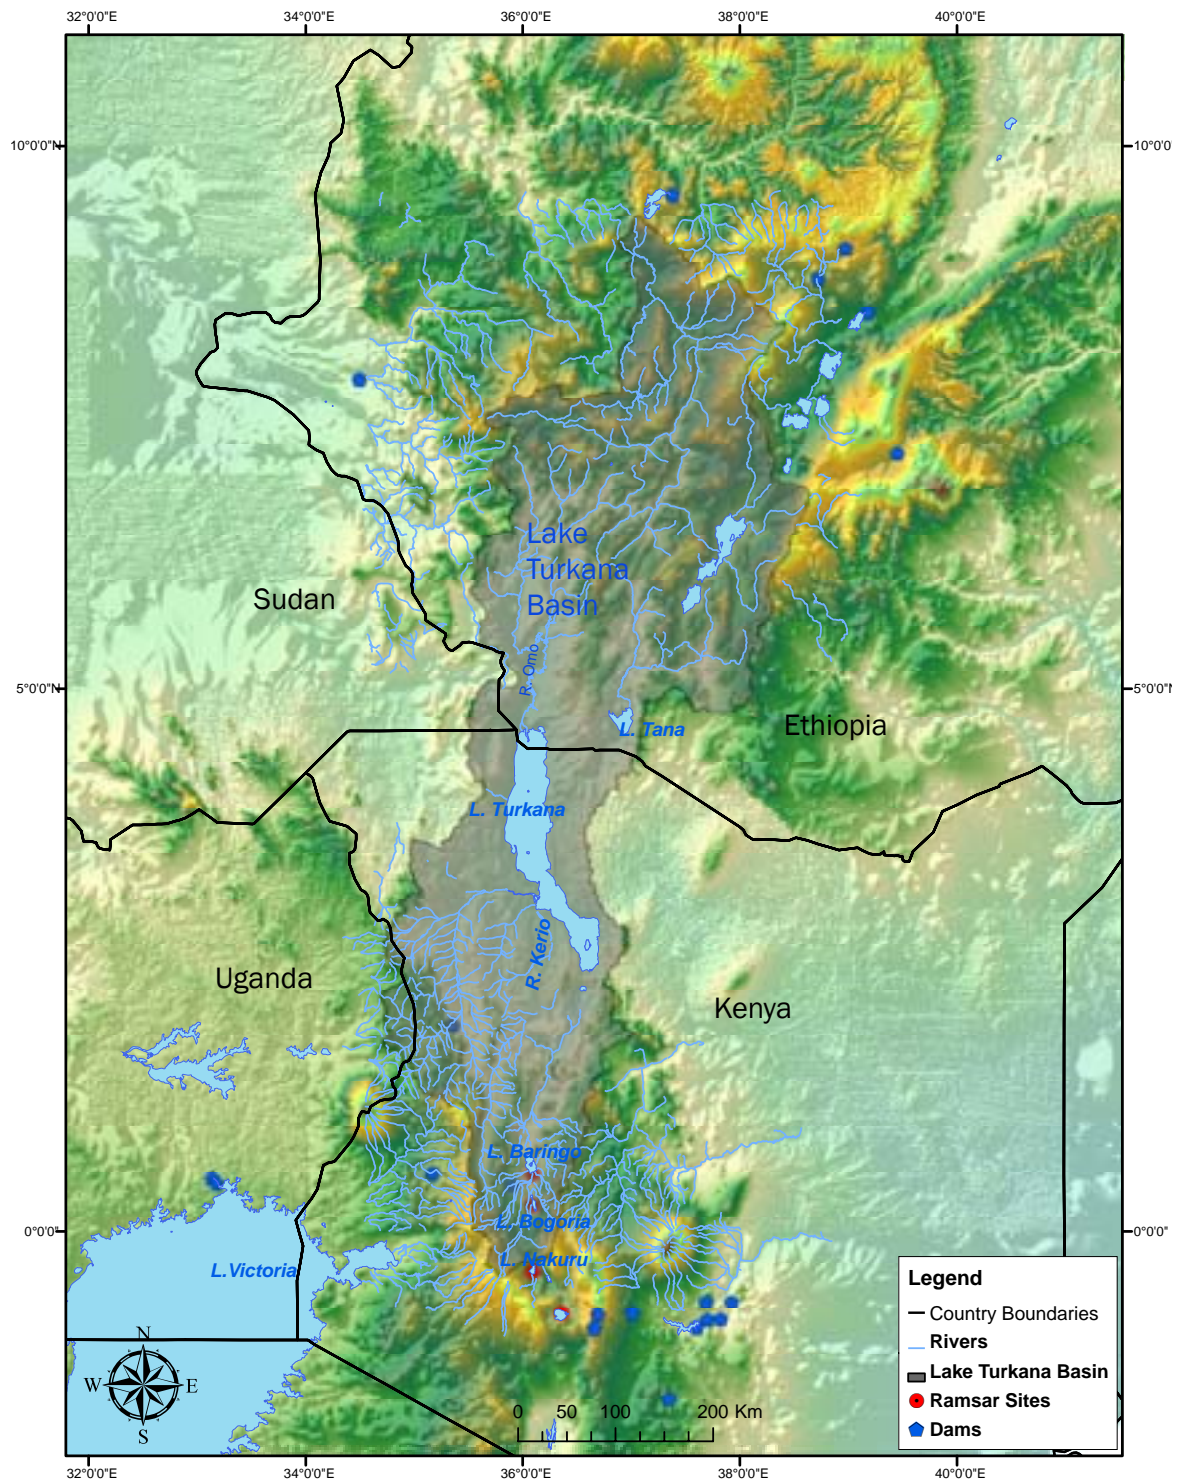 32°0'0"E
34°0'0"E
36°0'0"E
38°0'0"E
40°0'0"E
10°0'0"N
10°0'0
Lake
Turkana
Basin
Sudan
R. Omo
5°0'0"N
5°0'0"
L. Tana
Ethiopia
L. Turkana
R. Kerio
Uganda
Kenya
L. Baringo
L. Bogoria
0°0'0"
0°0'0"
L. Nakuru
L.Victoria
Legend
Country Boundaries
Rivers
Lake Turkana Basin
Ramsar Sites
Dams
N
W
E
S
0 50 100 200 Km
32°0'0"E
34°0'0"E
36°0'0"E
38°0'0"E
40°0'0"E